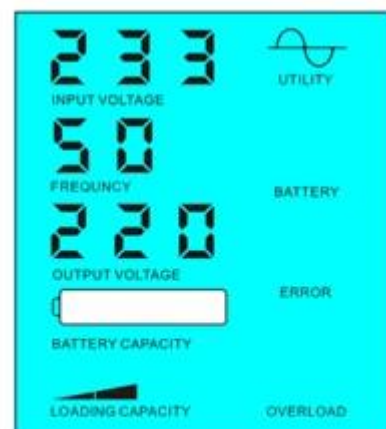 233
UTILITY
INPUT VOLTAGE
50
FREQUNCY
BATTERY
220
OUTPUT VOLTAGE
ERROR
BATTERY CAPACITY
LOADING CAPACITY
OVERLOAD